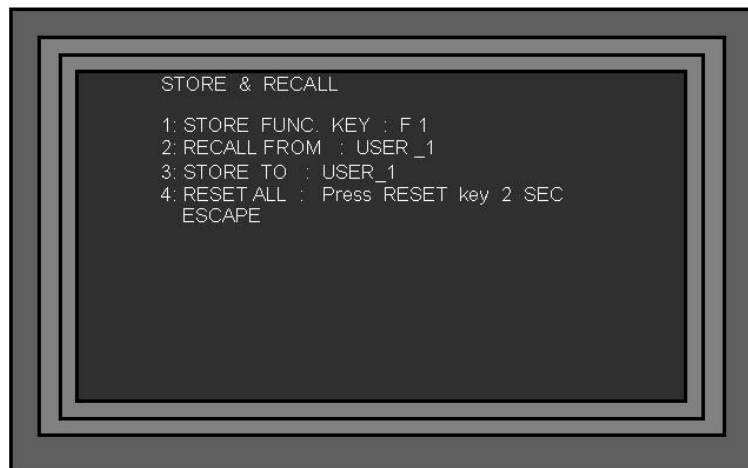 STORE & RECALL
1: STORE FUNC. KEY : F 1
2: RECALL FROM : USER _1
3: STORE TO : USER_1
4: RESET ALL : Press RESET key 2 SEC
ESCAPE